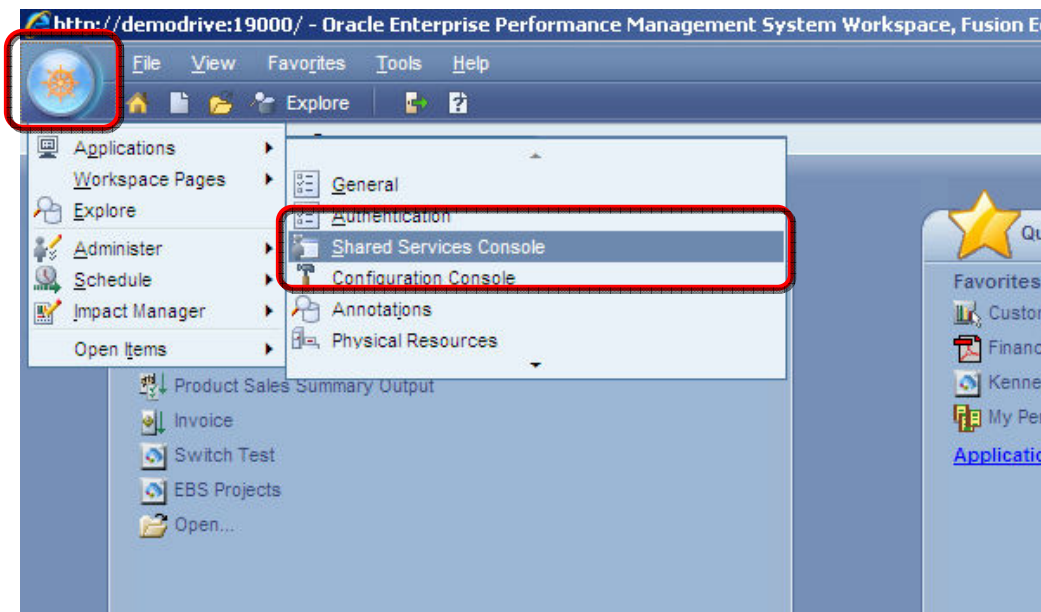 http://demodrive:19000/ - Oracle Enterprise Performance Management System Workspace, Fusion E
File View Favorites Tools Help
Explore
Applications
Workspace Pages
Explore
Administer
Schedule
Impact Manager
Open Items
General
Authentication
Shared Services Console
Configuration Console
Annotations
Physical Resources
Product Sales Summary Output
Invoice
Switch Test
EBS Projects
Open...
Qu
Favorites
Custor
Financ
Kenne
My Per
Applicatio